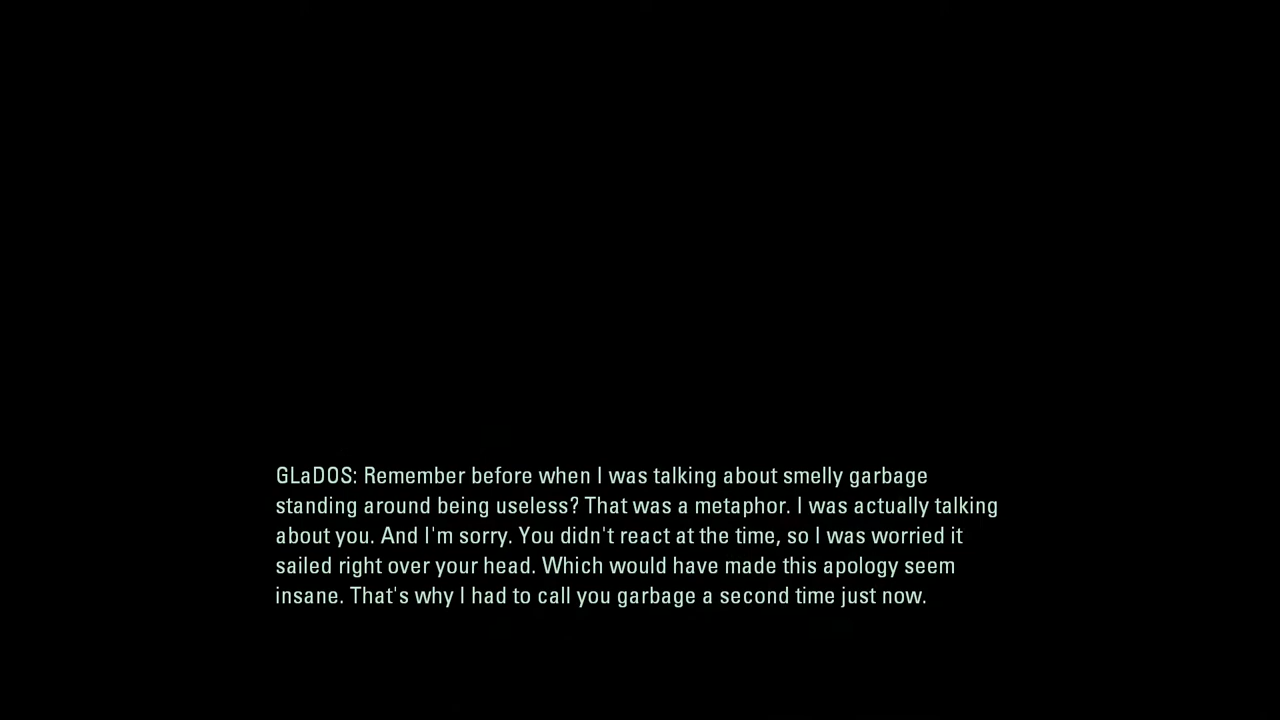 GLaDOS: Remember before when I was talking about smelly garbage
standing around being useless? That was a metaphor. I was actually talking
about you. And I'm sorry. You didn't react at the time, so I was worried it
sailed right over your head. Which would have made this apology seem
insane. That's why I had to call you garbage a second time just now.